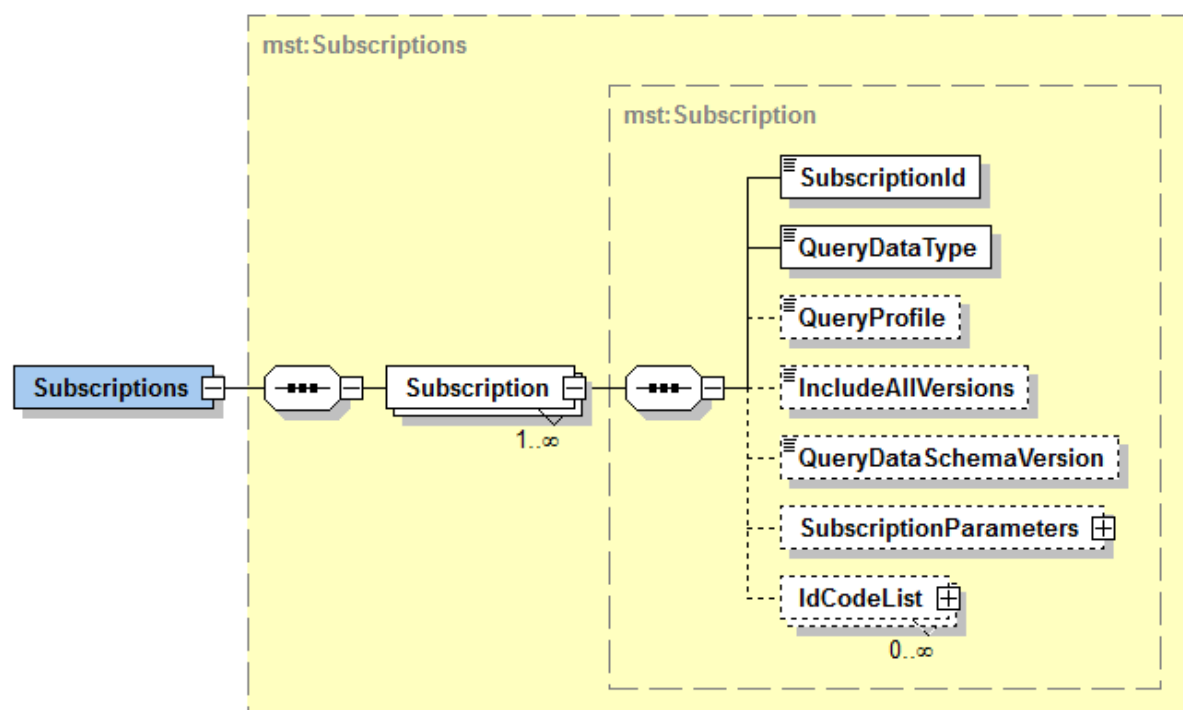 mst:Subscriptions
mst:Subscription
SubscriptionId
QueryDataType
QueryProfile
Subscriptions
Subscription
1..∞
IncludeAllVersions
QueryDataSchemaVersion
SubscriptionParameters
IdCodeList
0..∞